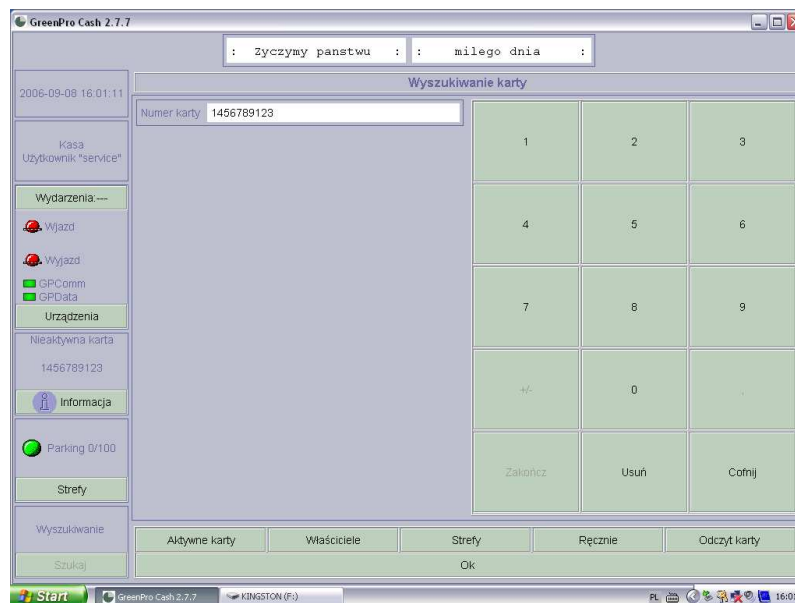 GreenPro Cash 2.7.7
: Zyczymy panstwu : : milego dnia :
2006-09-08 16:01:11
Wyszukiwanie karty
Numer karty 1456789123
Kasa
Użytkownik "service"
Wydarzenia:---
Wjazd
Wyjazd
GPComm
GPData
Urządzenia
Nieaktywna karta
1456789123
Informacja
Parking 0/100
Strefy
Wyszukiwanie
Szukaj
1 2 3
4 5 6
7 8 9
+/- 0 .
Zakończ Usuń Cofnij
Aktywne karty Właściciele Strefy Ręcznie Odczyt karty
Ok
Start GreenPro Cash 2.7.7 KINGSTON (F:) PL 16:01